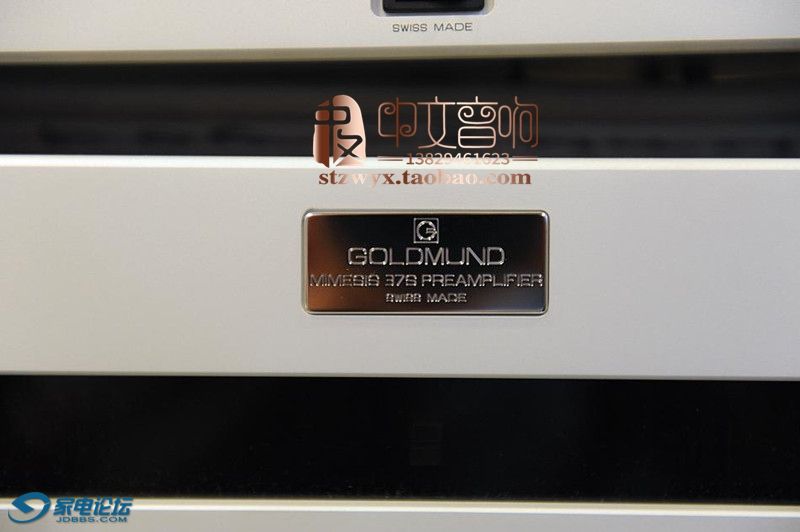 SWISS MADE
中文音响
13829461623
stzwyx.taobao.com
G
GOLDMUND
MIMESIS 37S PREAMPLIFIER
SWISS MADE
家电论坛
JDBBS.COM